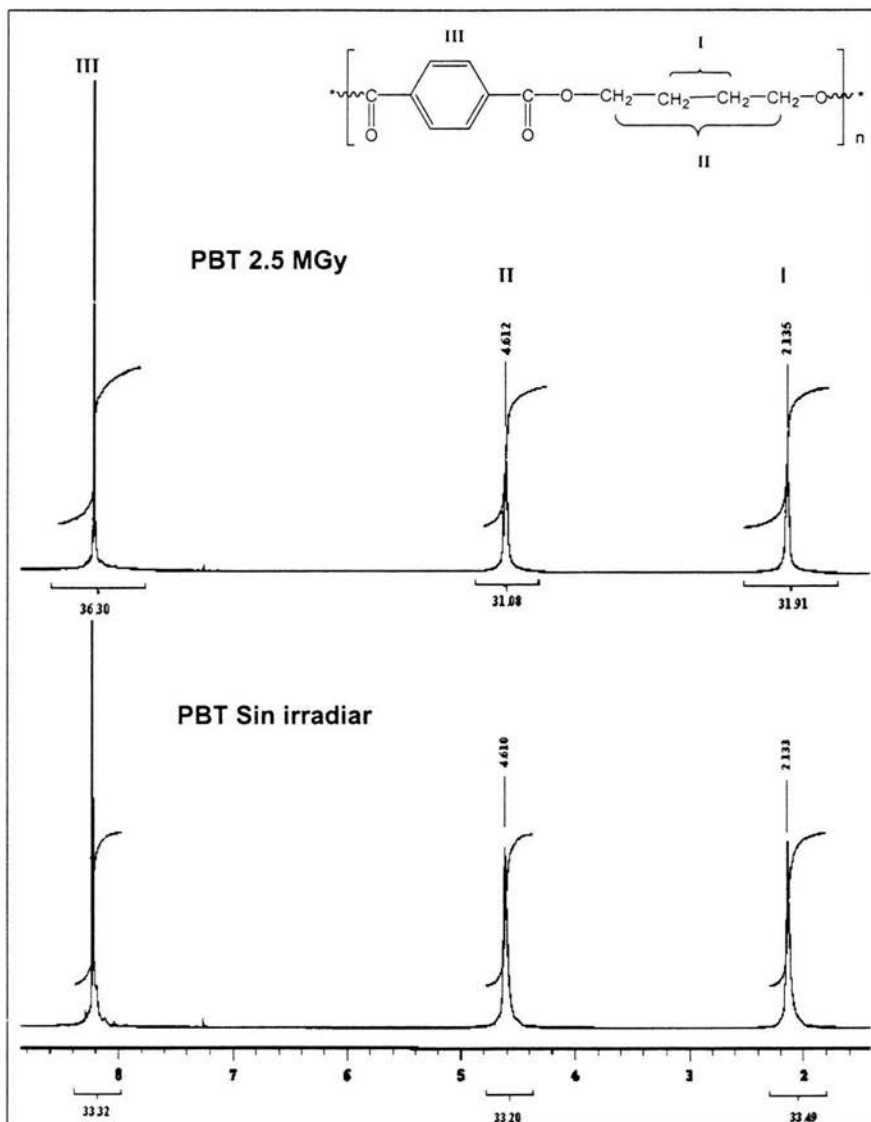 III
I
III
* C O C O O—CH₂—CH₂—CH₂—CH₂—O *
n
II
PBT 2.5 MGy
II
I
4.612
2.135
36.30
31.08
31.91
PBT Sin irradiar
4.610
2.133
8 7 6 5 4 3 2
33.32
33.20
33.49